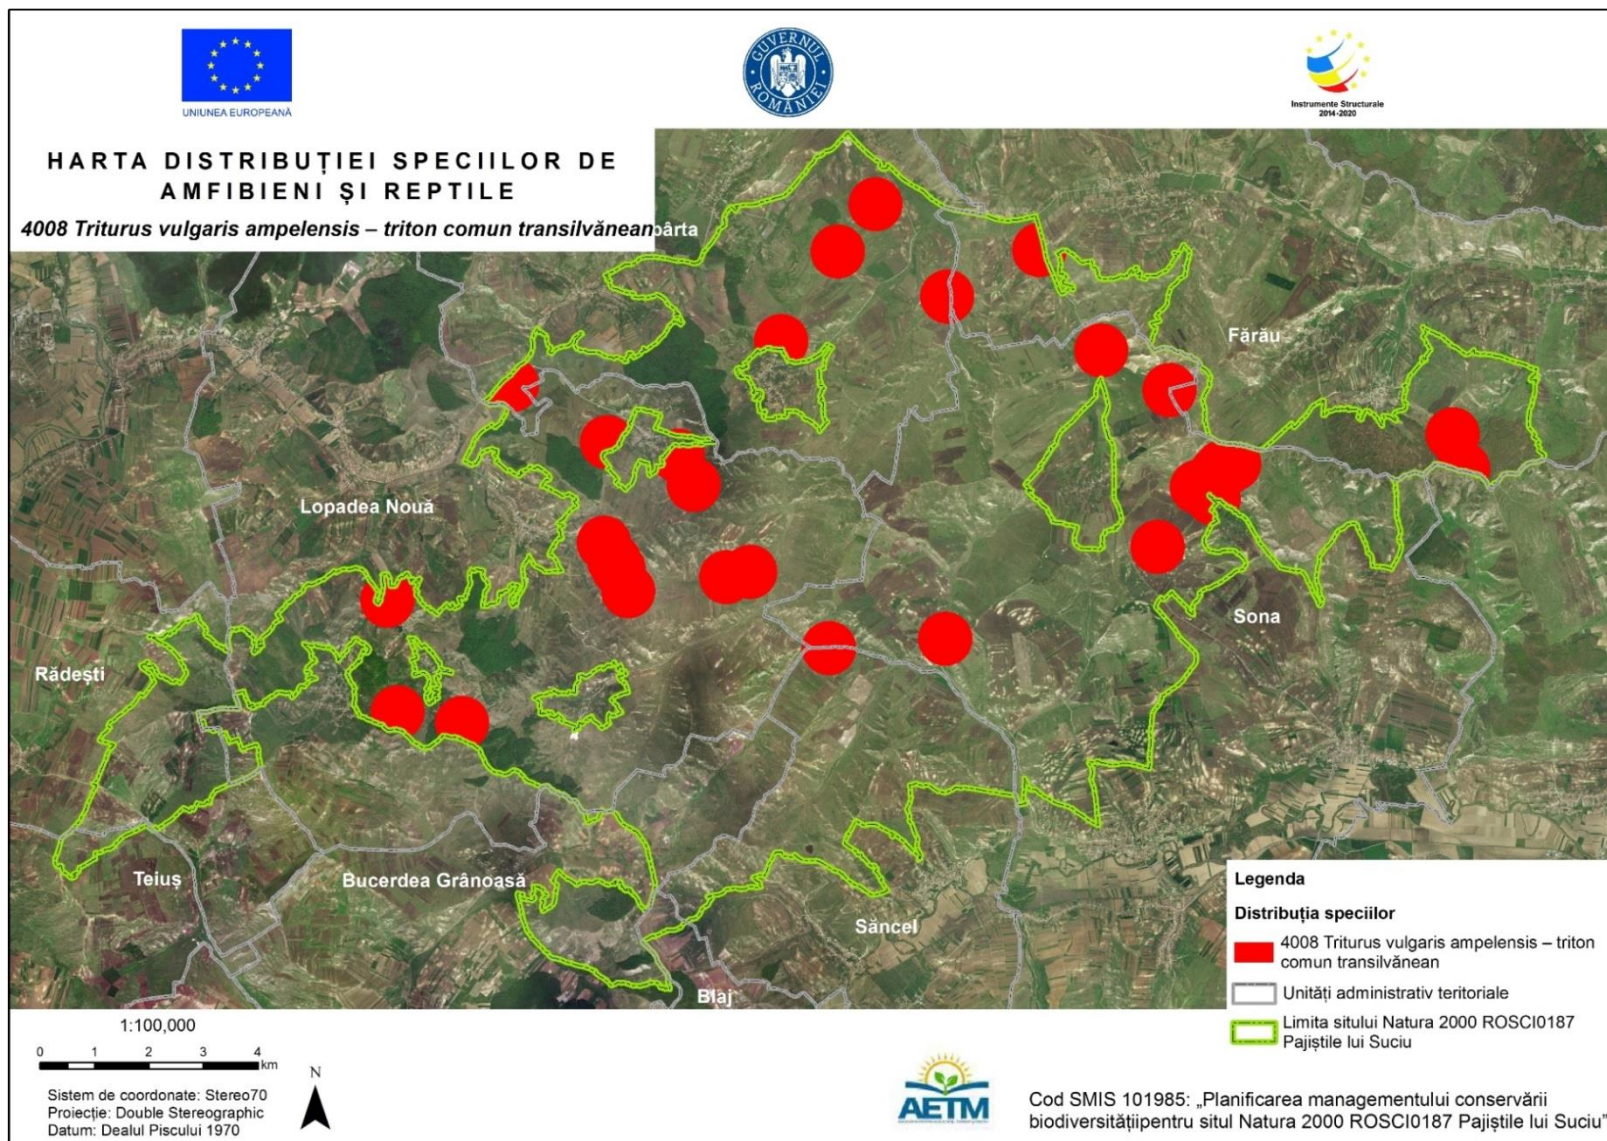 UNIUNEA EUROPEANĂ
GUVERNUL ROMÂNIEI
Instrumente Structurale
2014-2020
HARTA DISTRIBUȚIEI SPECIILOR DE
AMFIBIENI ȘI REPTILE
4008 Triturus vulgaris ampelensis – triton comun transilvănean
bârta
Fărău
Lopadea Nouă
Sona
Rădești
Teiuș
Bucerdea Grânoasă
Săncel
Blaj
Legenda
Distribuția speciilor
4008 Triturus vulgaris ampelensis – triton
comun transilvănean
Unități administrativ teritoriale
Limita sitului Natura 2000 ROSCI0187
Pajiștile lui Suciu
1:100,000
0 1 2 3 4
km
N
Sistem de coordonate: Stereo70
Proiecție: Double Stereographic
Datum: Dealul Piscului 1970
AETM
Cod SMIS 101985: „Planificarea managementului conservării
biodiversitățiipentru situl Natura 2000 ROSCI0187 Pajiștile lui Suciu”